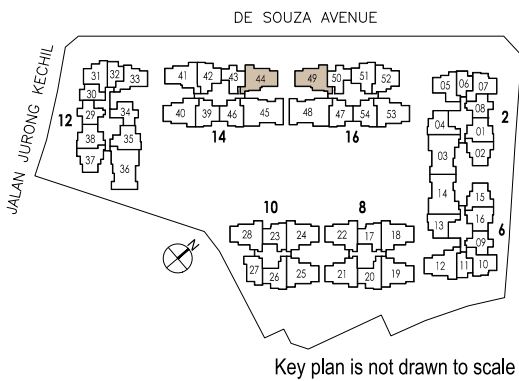 DE SOUZA AVENUE
JALAN JURONG KECHIL
31 32 33
30
29
38
37
34
35
36
12
41 42 43 44
40 39 46 45
14
49 50 51 52
48 47 54 53
16
05 06 07
08
04 01
03 02
2
14 15
13 16
09
12 11 10
6
10
28 23 24
27 26 25
8
22 17 18
21 20 19
N
Key plan is not drawn to scale